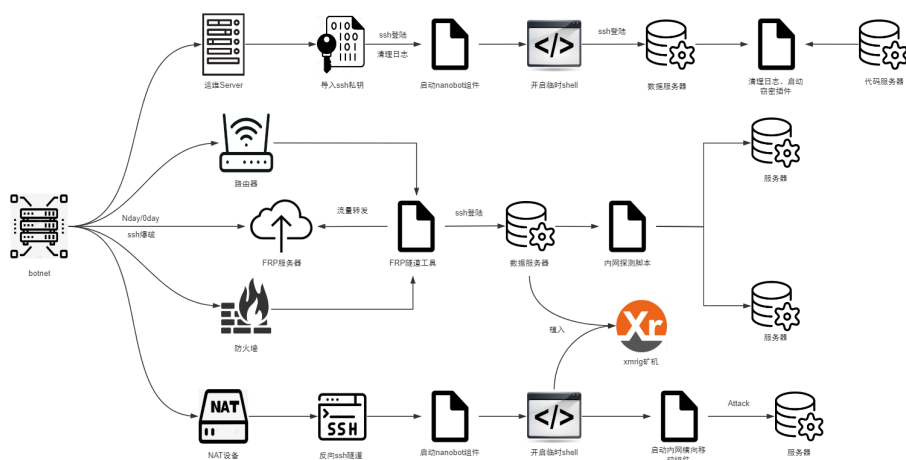 ssh登陆
清理日志
ssh登陆
运维Server
导入ssh私钥
启动nanobot组件
开启临时shell
数据服务器
清理日志、启动
窃密插件
代码服务器
路由器
服务器
Nday/0day
ssh爆破
流量转发
ssh登陆
botnet
FRP服务器
FRP隧道工具
数据服务器
内网探测脚本
防火墙
植入
Xr
xmrig矿机
服务器
NAT
SSH
Attack
NAT设备
反向ssh隧道
启动nanobot组件
开启临时shell
启动内网横向移
动组件
服务器